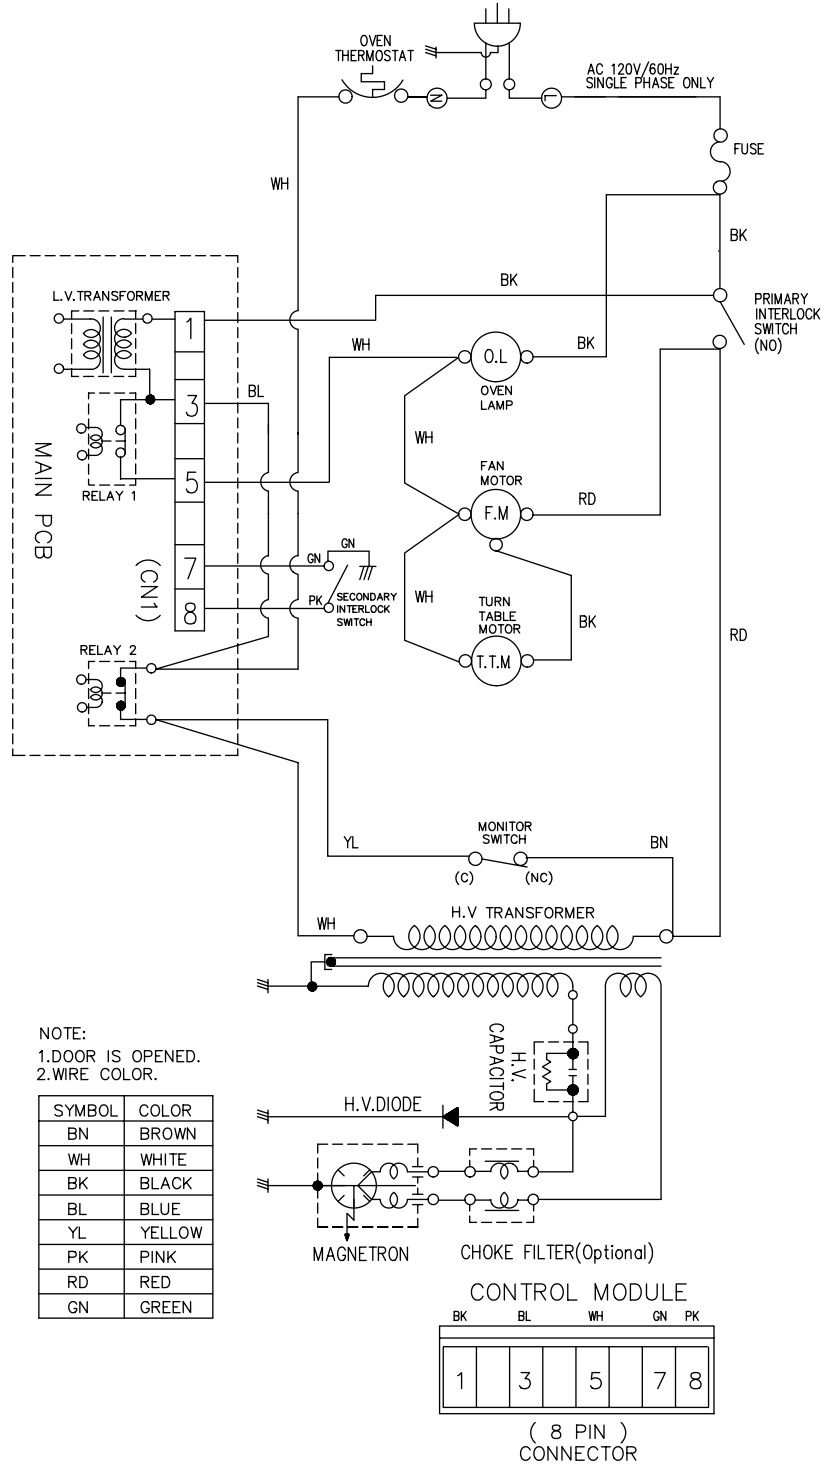 OVEN
THERMOSTAT
N
L
AC 120V/60Hz
SINGLE PHASE ONLY
FUSE
WH
BK
L.V.TRANSFORMER
BK
PRIMARY
INTERLOCK
SWITCH
(NO)
1
WH
O.L
BK
OVEN
LAMP
3
BL
WH
MAIN PCB
FAN
MOTOR
5
F.M
RD
RELAY 1
GN
7
GN
(CN1)
PK
SECONDARY
INTERLOCK
SWITCH
8
WH
TURN
TABLE
MOTOR
BK
RD
RELAY 2
T.T.M
YL
MONITOR
SWITCH
BN
(C)
(NC)
WH
H.V TRANSFORMER
H.V.
CAPACITOR
NOTE:
1.DOOR IS OPENED.
2.WIRE COLOR.
SYMBOL COLOR
BN BROWN
WH WHITE
BK BLACK
BL BLUE
YL YELLOW
PK PINK
RD RED
GN GREEN
H.V.DIODE
MAGNETRON
CHOKE FILTER(Optional)
CONTROL MODULE
BK BL WH GN PK
1 3 5 7 8
( 8 PIN )
CONNECTOR